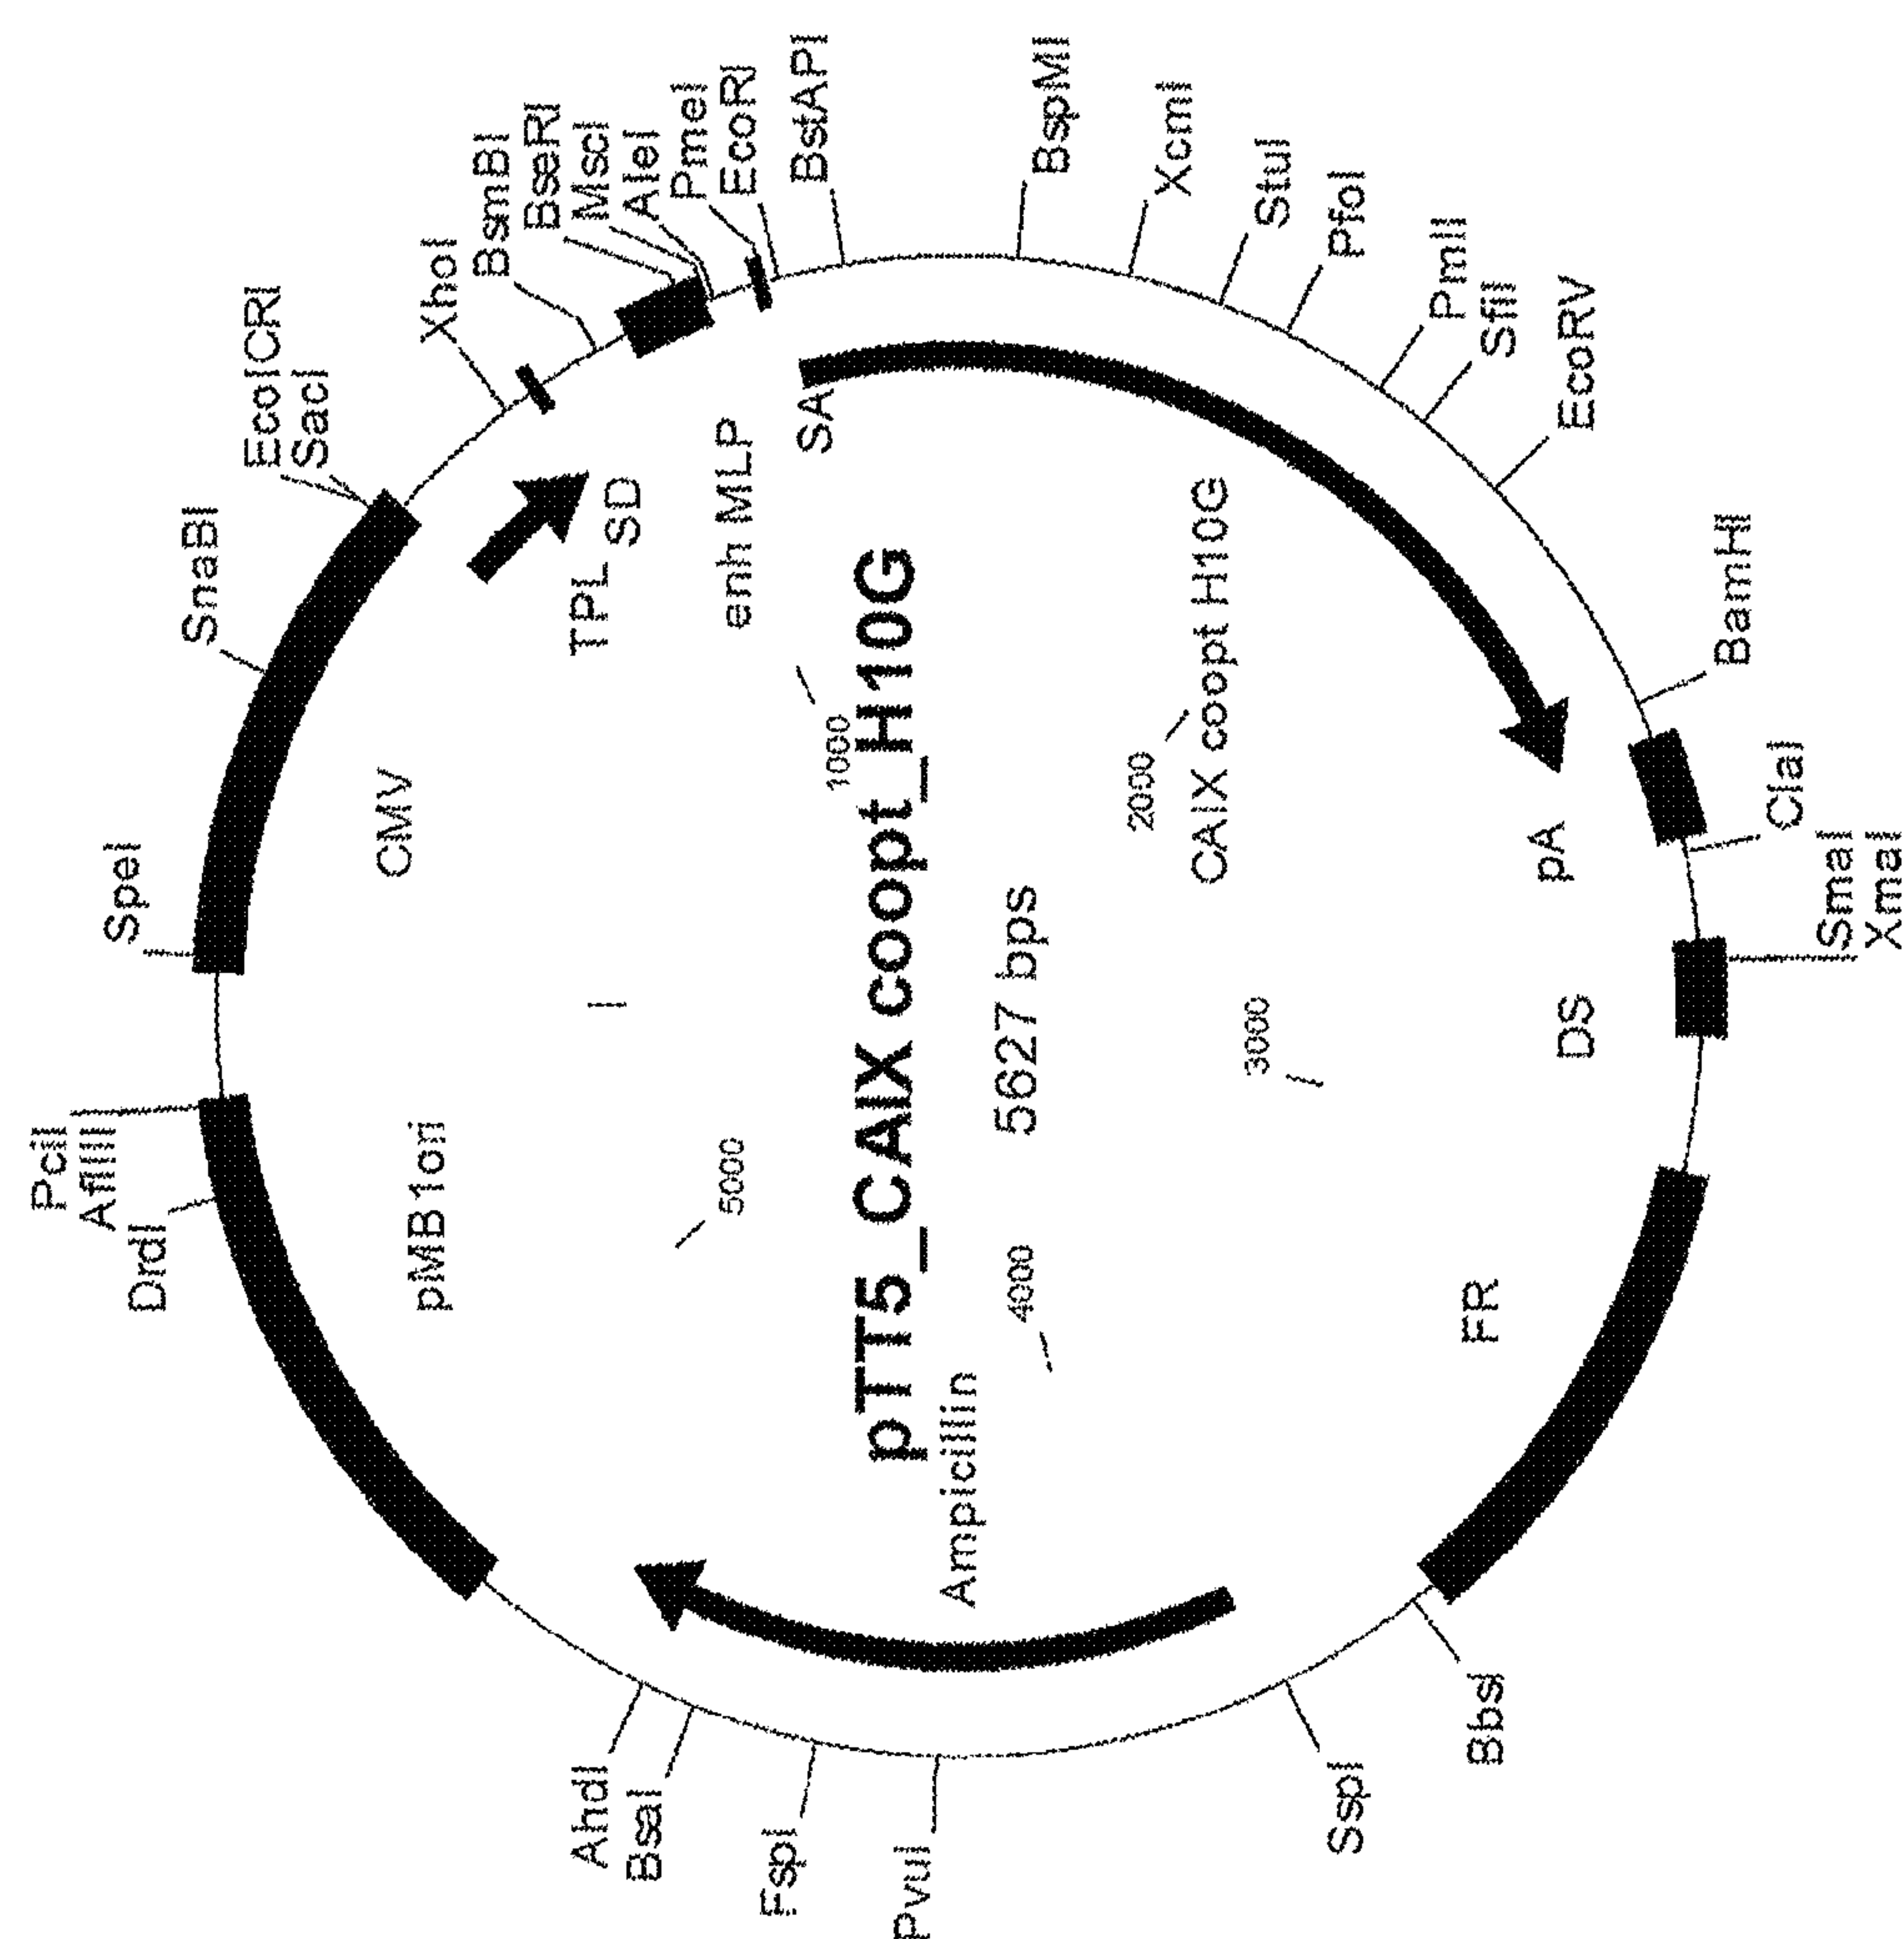 pTT5_CAIX coopt_H10G
5627 bps
PciI
AflIII
DrdI
SpeI
SnaBI
EcoICRI
SacI
XhoI
BsmBI
BseRI
MscI
AleI
PmeI
EcoRI
BstAPI
BspMI
XcmI
StuI
PfoI
PmlI
SfiI
EcoRV
BamHI
ClaI
SmaI
XmaI
BbsI
SspI
PvuI
FspI
BsaI
AhdI
pMB1ori
CMV
TPL
SD
enh MLP
SA
CAIX coopt H10G
pA
DS
FR
Ampicillin
1000
2000
3000
4000
5000